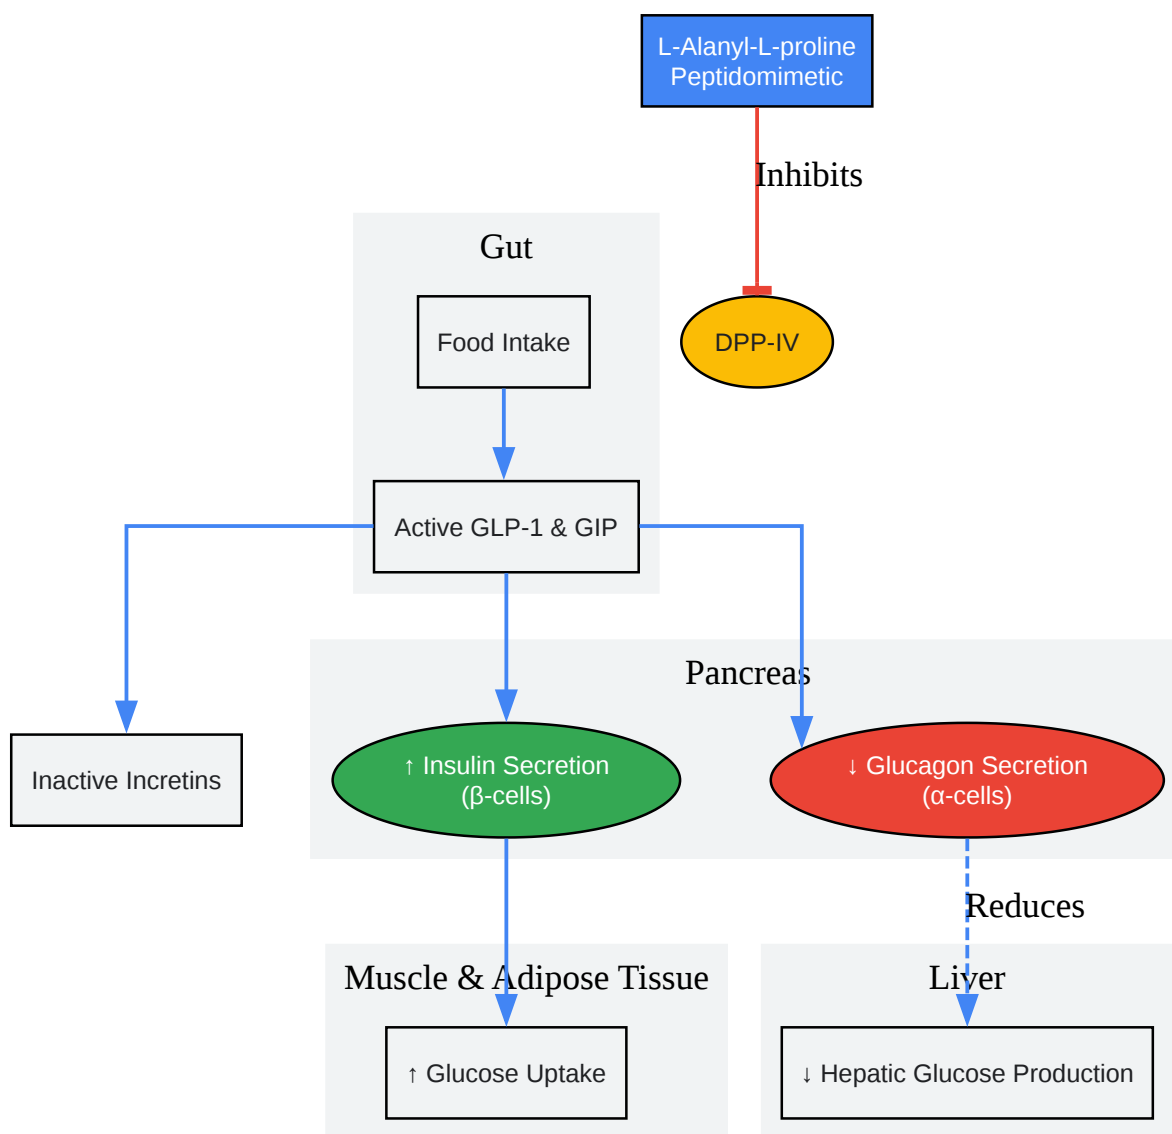 L-Alanyl-L-proline
Peptidomimetic
Inhibits
Gut
Food Intake
DPP-IV
Active GLP-1 & GIP
Pancreas
Inactive Incretins
↑ Insulin Secretion
(β-cells)
↓ Glucagon Secretion
(α-cells)
Reduces
Muscle & Adipose Tissue
Liver
↑ Glucose Uptake
↓ Hepatic Glucose Production